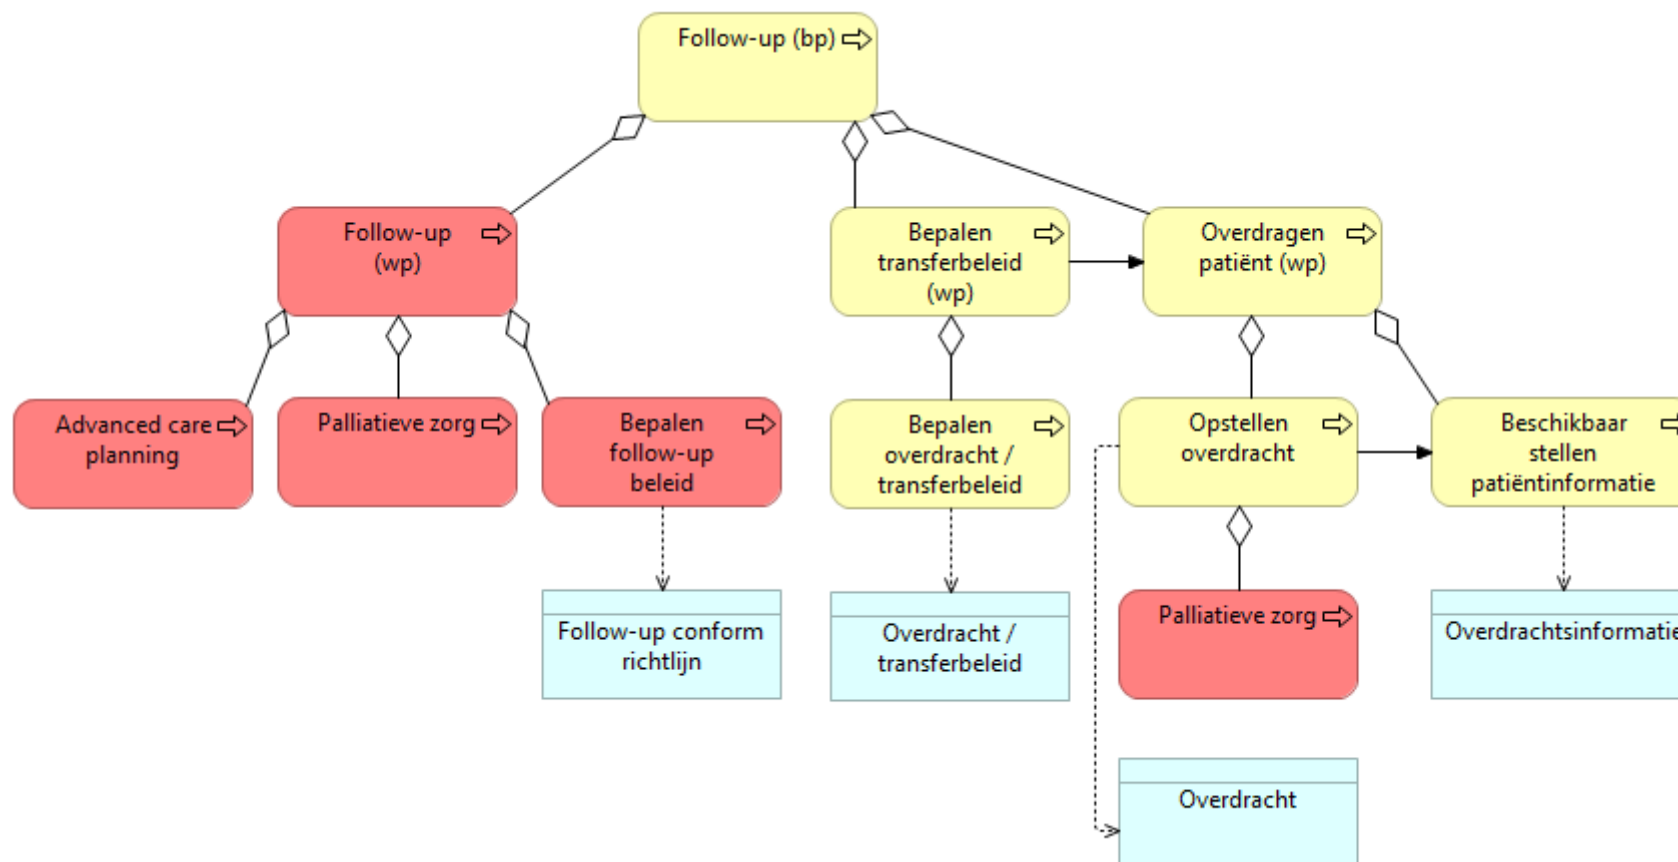 Follow-up (bp)
Follow-up
(wp)
Bepalen
transferbeleid
(wp)
Overdragen
patiënt (wp)
Advanced care
planning
Palliatieve zorg
Bepalen
follow-up
beleid
Bepalen
overdracht /
transferbeleid
Opstellen
overdracht
Beschikbaar
stellen
patiëntinformatie
Follow-up conform
richtlijn
Overdracht /
transferbeleid
Palliatieve zorg
Overdrachtsinformatie
Overdracht